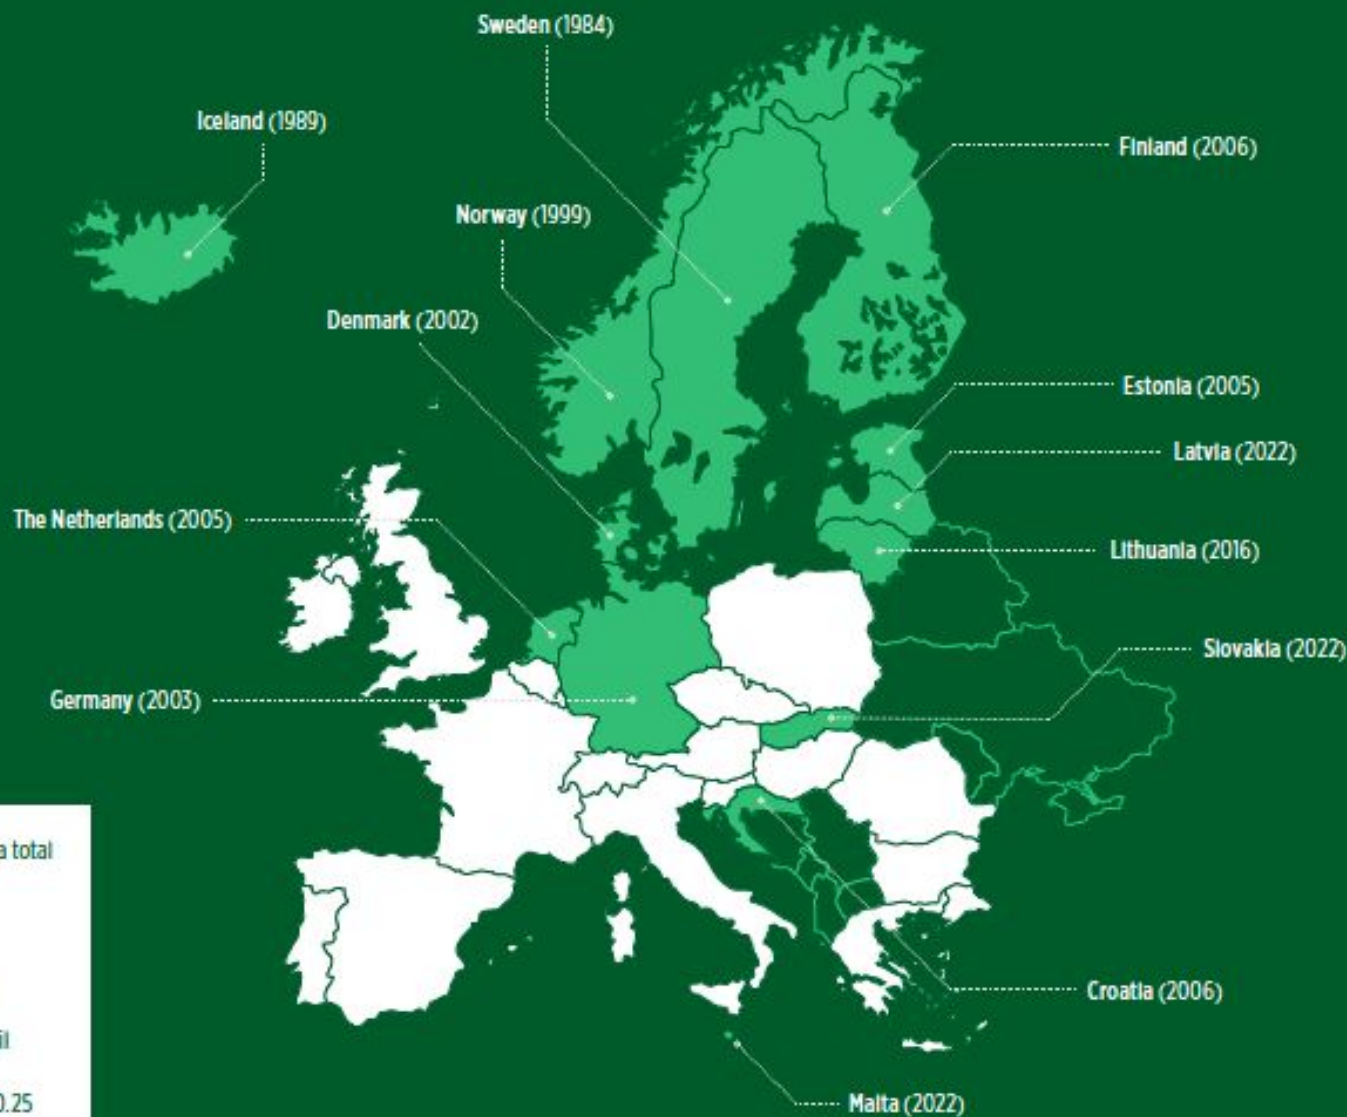 Sweden (1984)
Iceland (1989)
Finland (2006)
Norway (1999)
Denmark (2002)
Estonia (2005)
Latvia (2022)
The Netherlands (2005)
Lithuania (2016)
Slovakia (2022)
Germany (2003)
a total
Croatia (2006)
0.25
Malta (2022)